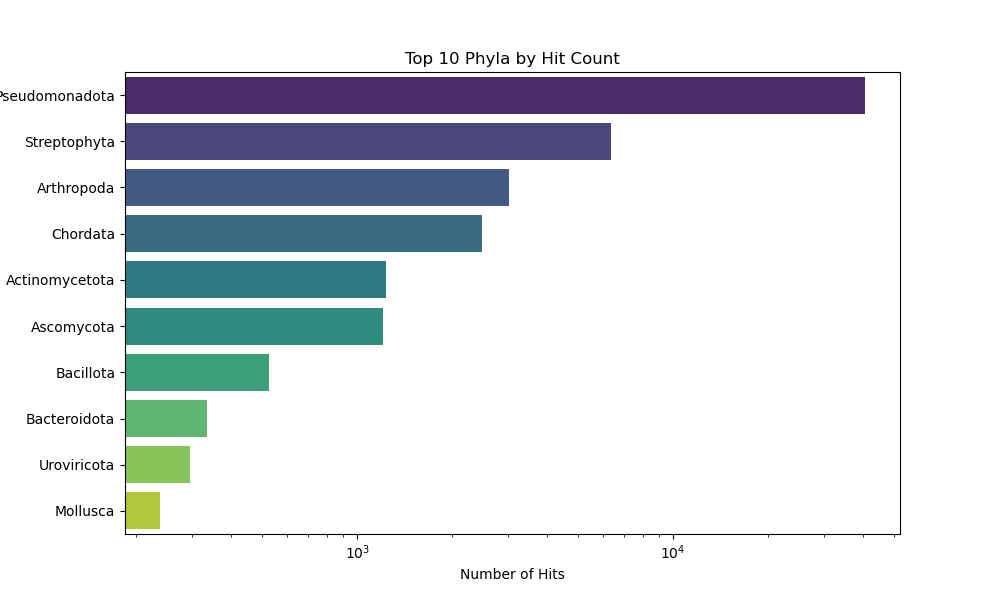 Top 10 Phyla by Hit Count
Pseudomonadota
Streptophyta
Arthropoda
Chordata
Actinomycetota
Ascomycota
Bacillota
Bacteroidota
Uroviricota
Mollusca
10³ 10⁴
Number of Hits